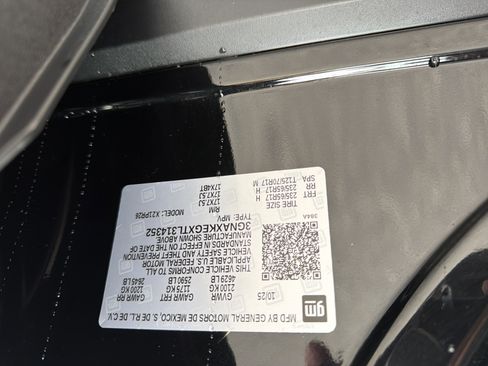 MFD BY GENERAL MOTORS DE MEXICO, S. DE R.L. DE C.V.
10/25 GVWR GAWR FRT GAWR RR
2100 KG 1175 KG 1200 KG
4629 LB 2590 LB 2645 LB
THIS VEHICLE CONFORMS TO ALL
APPLICABLE U.S. FEDERAL MOTOR
VEHICLE SAFETY AND THEFT PREVENTION
STANDARDS IN EFFECT ON THE DATE OF
MANUFACTURE SHOWN ABOVE.
3GNAXKEGXTL314352
TYPE: MPV MODEL: X21PR26
384A TIRE SIZE RIM
FRT 235/65R17 H 17X7.5J
RR 235/65R17 H 17X7.5J
SPA T125/70R17 M 17X4BT
gm